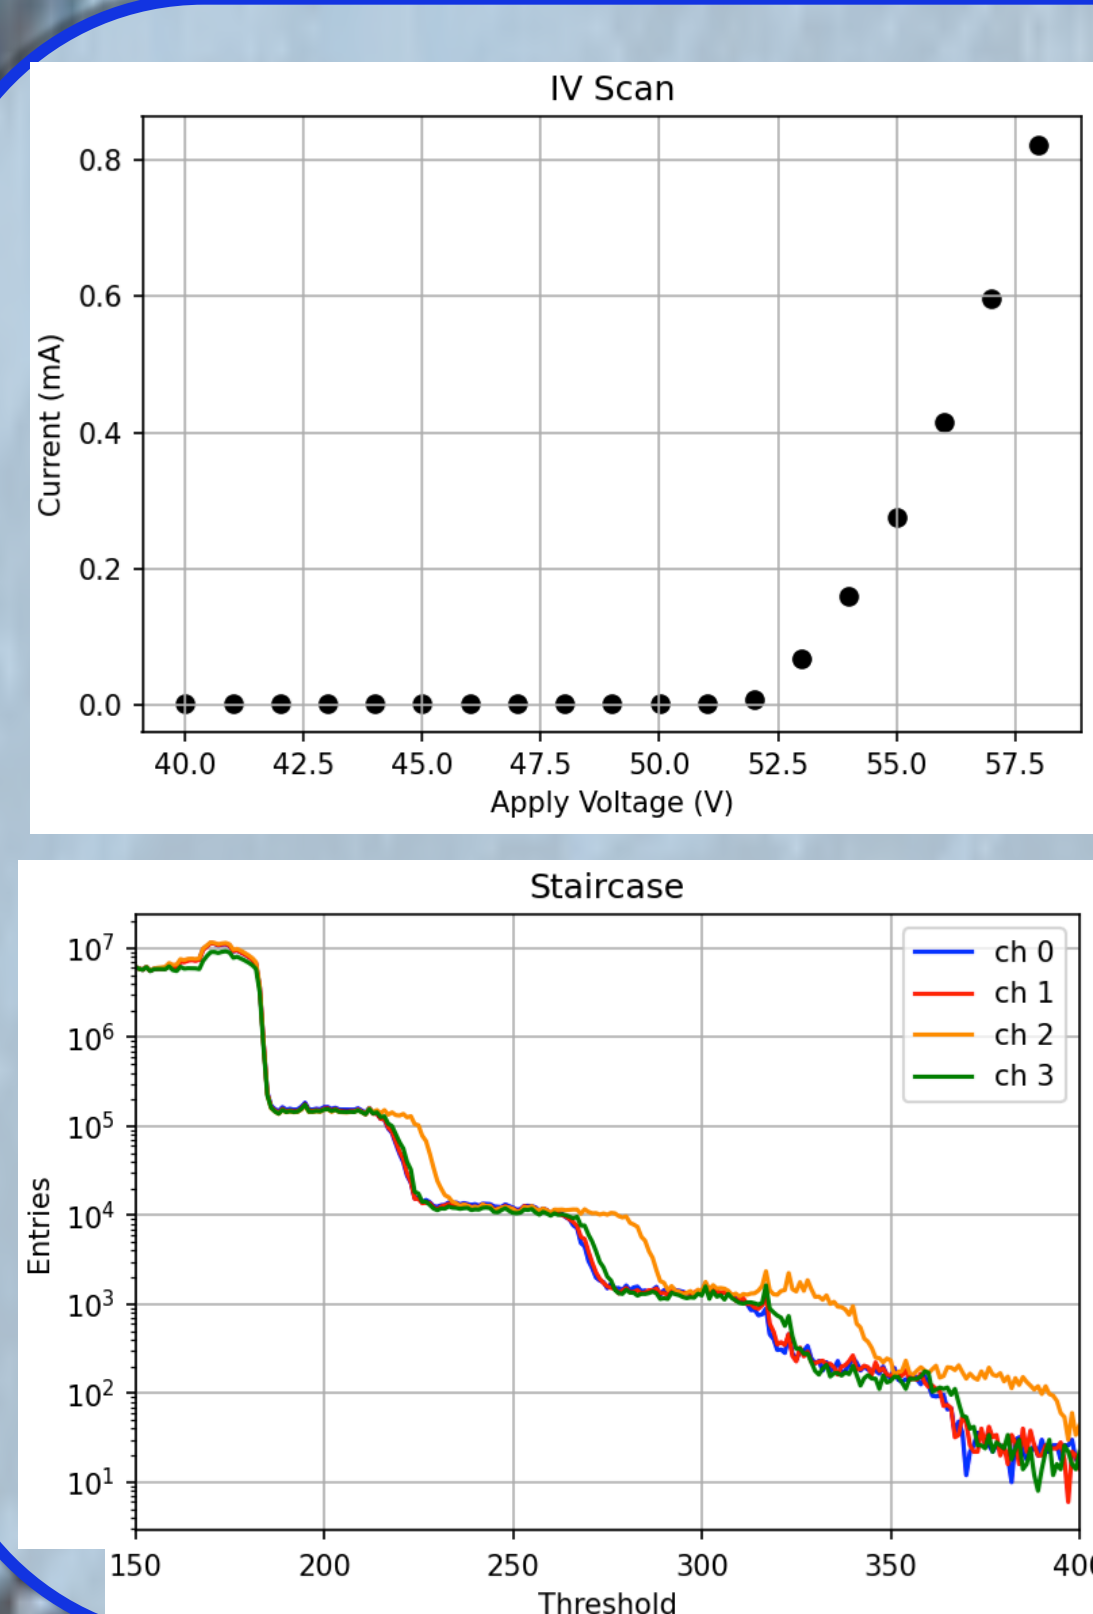 IV Scan
Current (mA)
0.8
0.6
0.4
0.2
0.0
40.0 42.5 45.0 47.5 50.0 52.5 55.0 57.5
Apply Voltage (V)
Staircase
Entries
10⁷
10⁶
10⁵
10⁴
10³
10²
10¹
ch 0
ch 1
ch 2
ch 3
150 200 250 300 350 400
Threshold